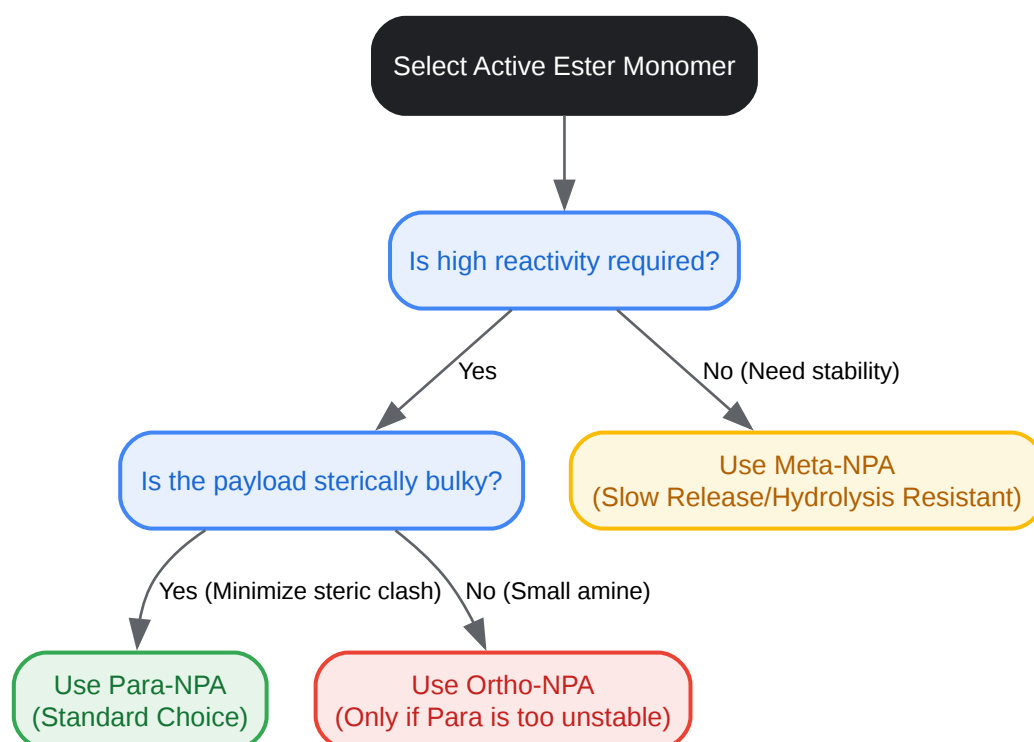 Select Active Ester Monomer
Is high reactivity required?
Yes
No (Need stability)
Is the payload sterically bulky?
Use Meta-NPA
(Slow Release/Hydrolysis Resistant)
Yes (Minimize steric clash)
No (Small amine)
Use Para-NPA
(Standard Choice)
Use Ortho-NPA
(Only if Para is too unstable)